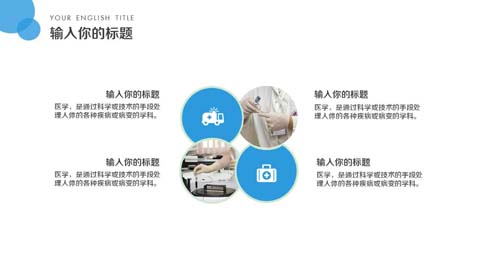 YOUR ENGLISH TITLE
输入你的标题
输入你的标题
医学，是通过科学或技术的手段处
理人体的各种疾病或病变的学科。
输入你的标题
医学，是通过科学或技术的手段处
理人体的各种疾病或病变的学科。
输入你的标题
医学，是通过科学或技术的手段处
理人体的各种疾病或病变的学科。
输入你的标题
医学，是通过科学或技术的手段处
理人体的各种疾病或病变的学科。